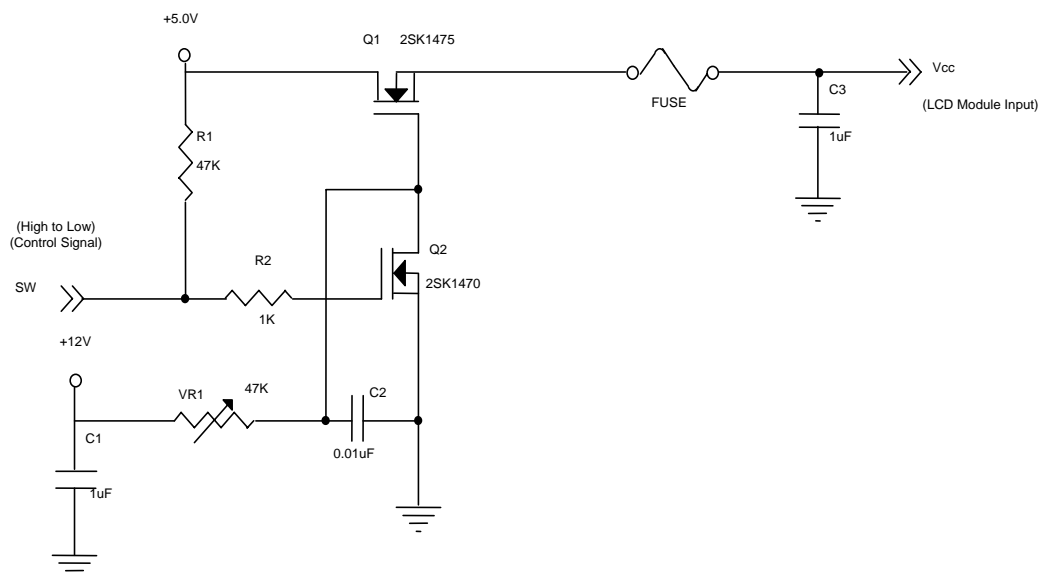 +5.0V
Q1 2SK1475
Vcc
C3
(LCD Module Input)
FUSE
1uF
R1
47K
(High to Low)
(Control Signal)
Q2
R2
2SK1470
SW
1K
+12V
VR1
47K
C2
C1
0.01uF
1uF